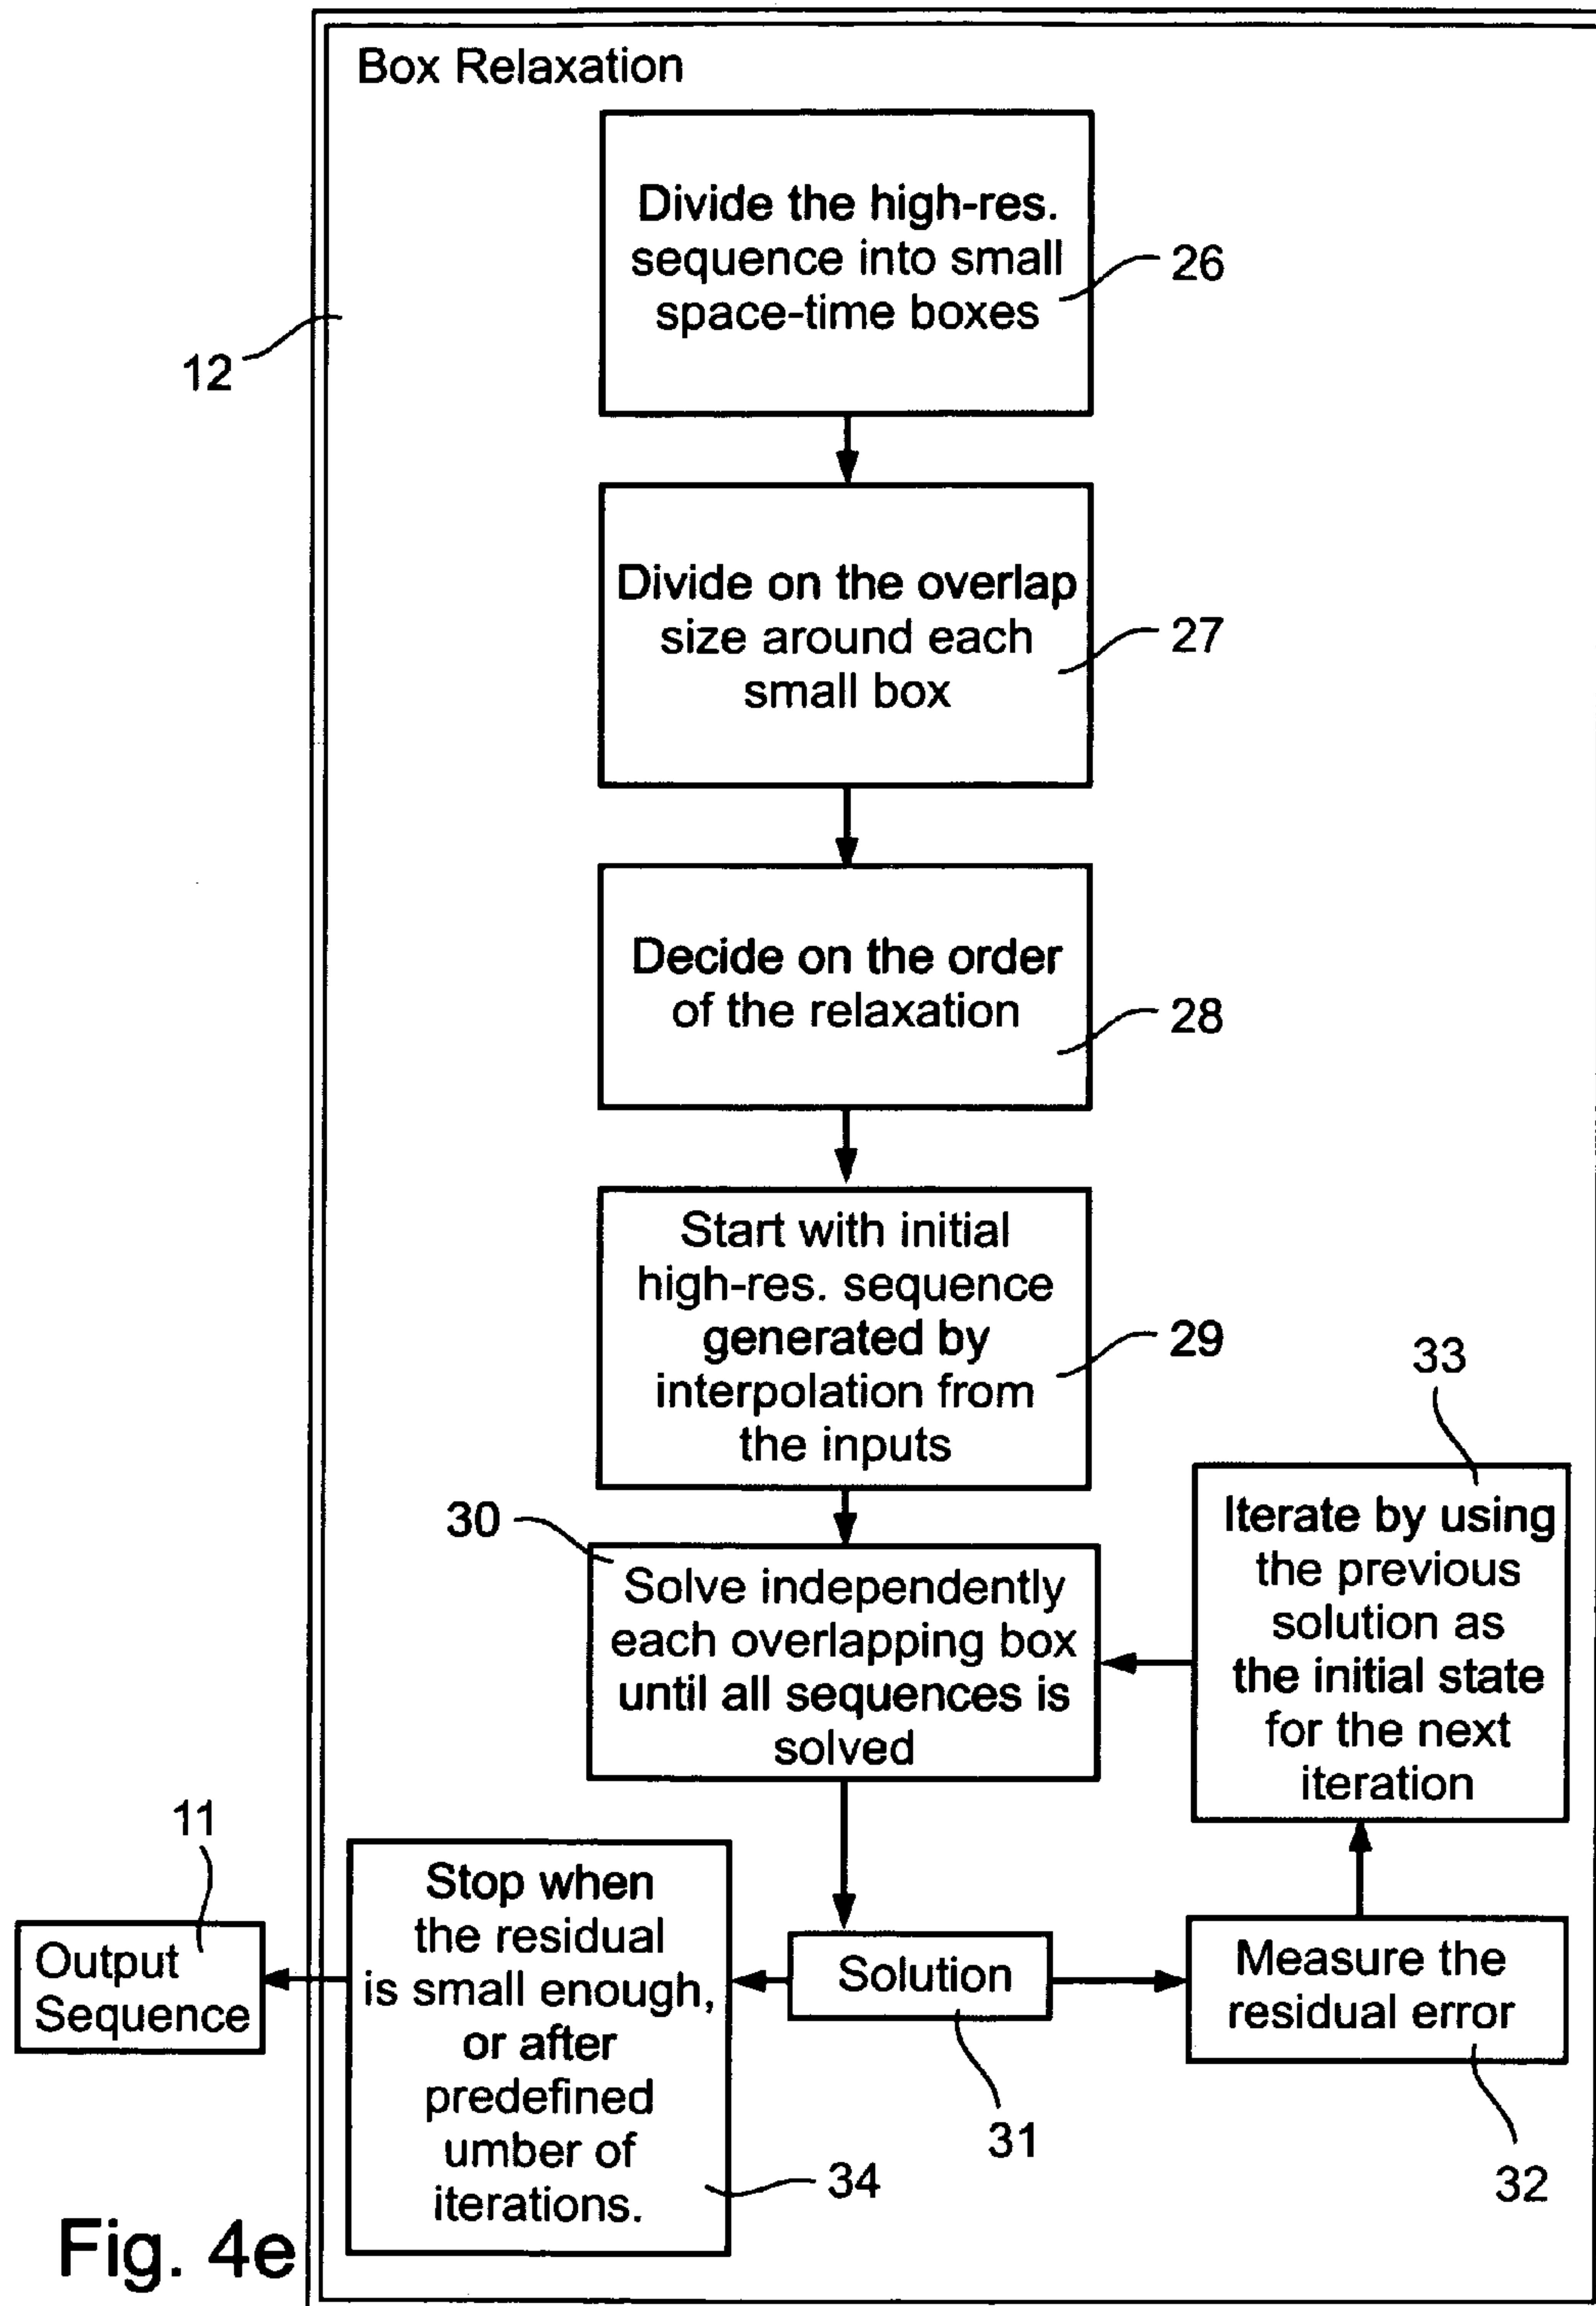 Box Relaxation
Divide the high-res.
sequence into small
space-time boxes
26
12
Divide on the overlap
size around each
small box
27
Decide on the order
of the relaxation
28
Start with initial
high-res. sequence
generated by
interpolation from
the inputs
29
33
30
Solve independently
each overlapping box
until all sequences is
solved
Iterate by using
the previous
solution as
the initial state
for the next
iteration
11
Output
Sequence
Stop when
the residual
is small enough,
or after
predefined
umber of
iterations.
34
Solution
31
Measure the
residual error
32
Fig. 4e